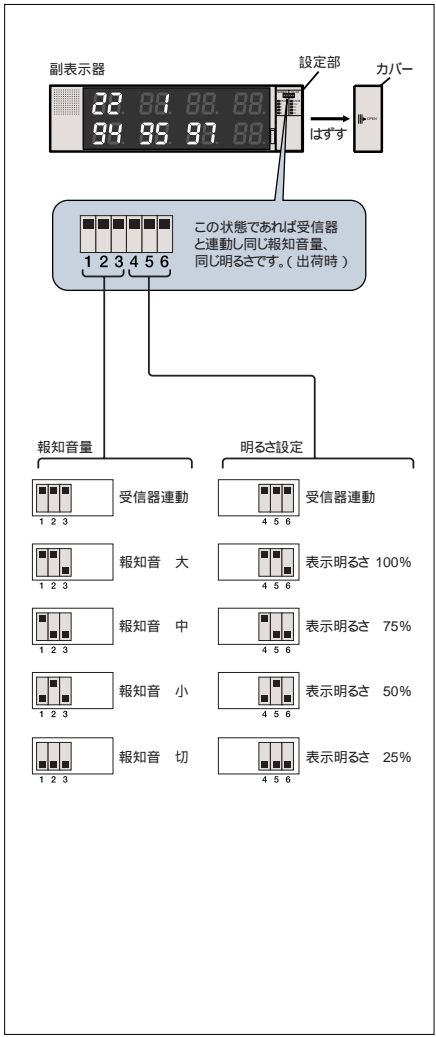 副表示器
設定部
カバー
22 1 88 88
94 95 97 88
はずす
OPEN
この状態であれば受信器
と連動し同じ報知音量、
同じ明るさです。( 出荷時 )
1 2 3 4 5 6
報知音量
明るさ設定
受信器連動
1 2 3
受信器連動
4 5 6
報知音 大
1 2 3
表示明るさ 100%
4 5 6
報知音 中
1 2 3
表示明るさ 75%
4 5 6
報知音 小
1 2 3
表示明るさ 50%
4 5 6
報知音 切
1 2 3
表示明るさ 25%
4 5 6